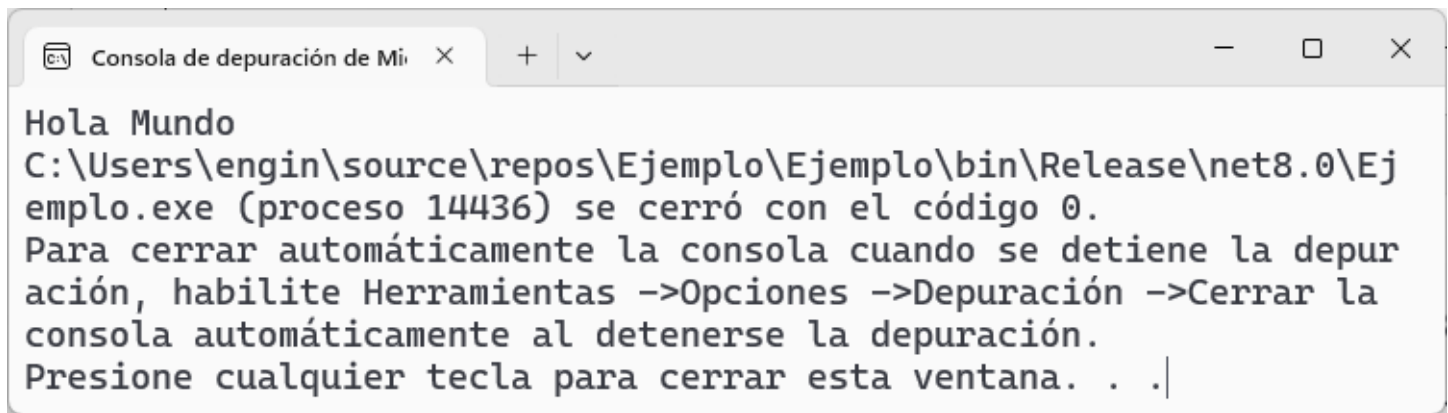 Consola de depuración de Mi
Hola Mundo
C:\Users\engin\source\repos\Ejemplo\Ejemplo\bin\Release\net8.0\Ej
emplo.exe (proceso 14436) se cerró con el código 0.
Para cerrar automáticamente la consola cuando se detiene la depur
ación, habilite Herramientas ->Opciones ->Depuración ->Cerrar la
consola automáticamente al detenerse la depuración.
Presione cualquier tecla para cerrar esta ventana. . .